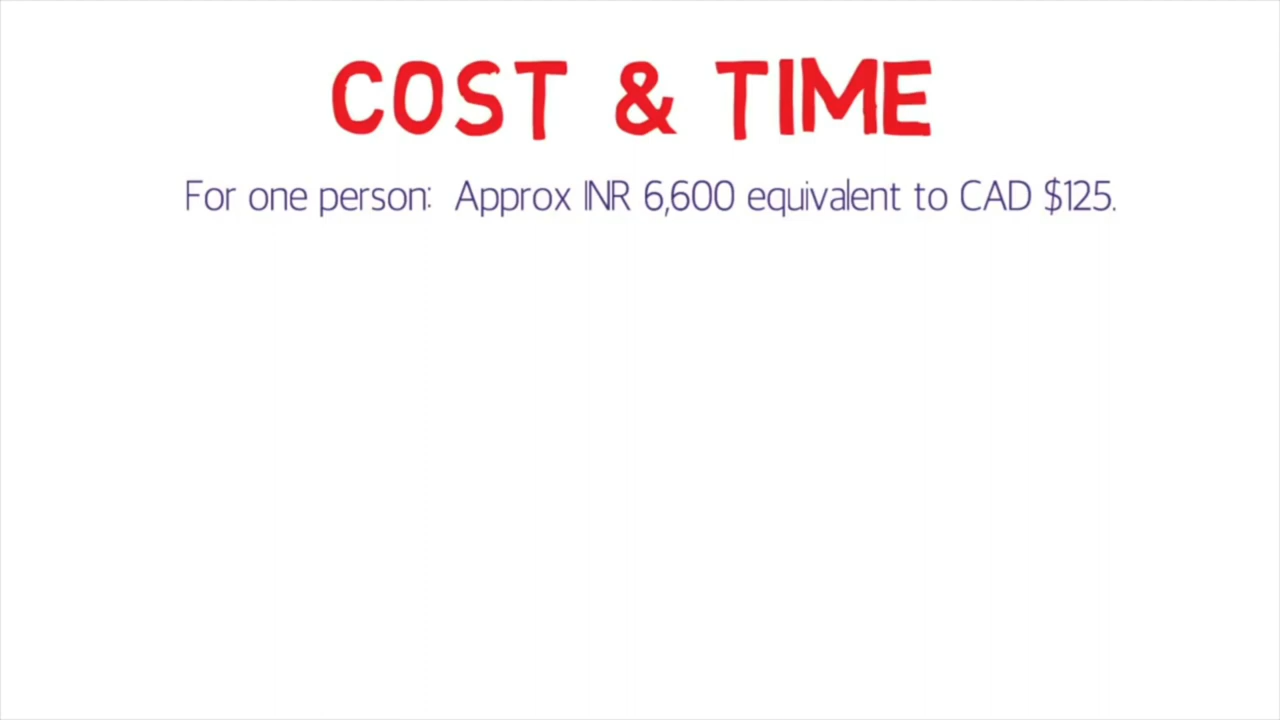 COST & TIME
For one person: Approx INR 6,600 equivalent to CAD $125.